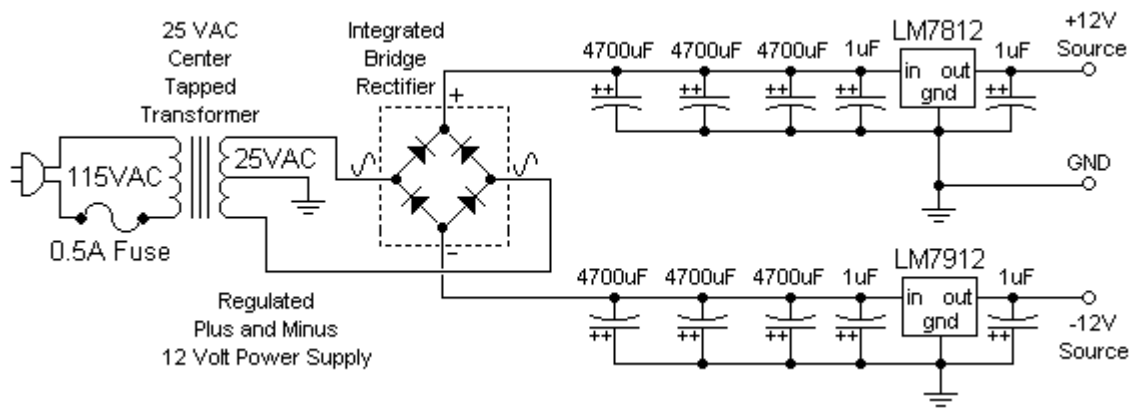 25 VAC
Center
Tapped
Transformer
Integrated
Bridge
Rectifier
4700uF 4700uF 4700uF 1uF
LM7812
1uF
+12V
Source
in out
gnd
++ ++ ++ ++ ++
+
115VAC
25VAC
GND
0.5A Fuse
-
Regulated
Plus and Minus
12 Volt Power Supply
4700uF 4700uF 4700uF 1uF
LM7912
1uF
in out
gnd
++ ++ ++ ++ ++
-12V
Source